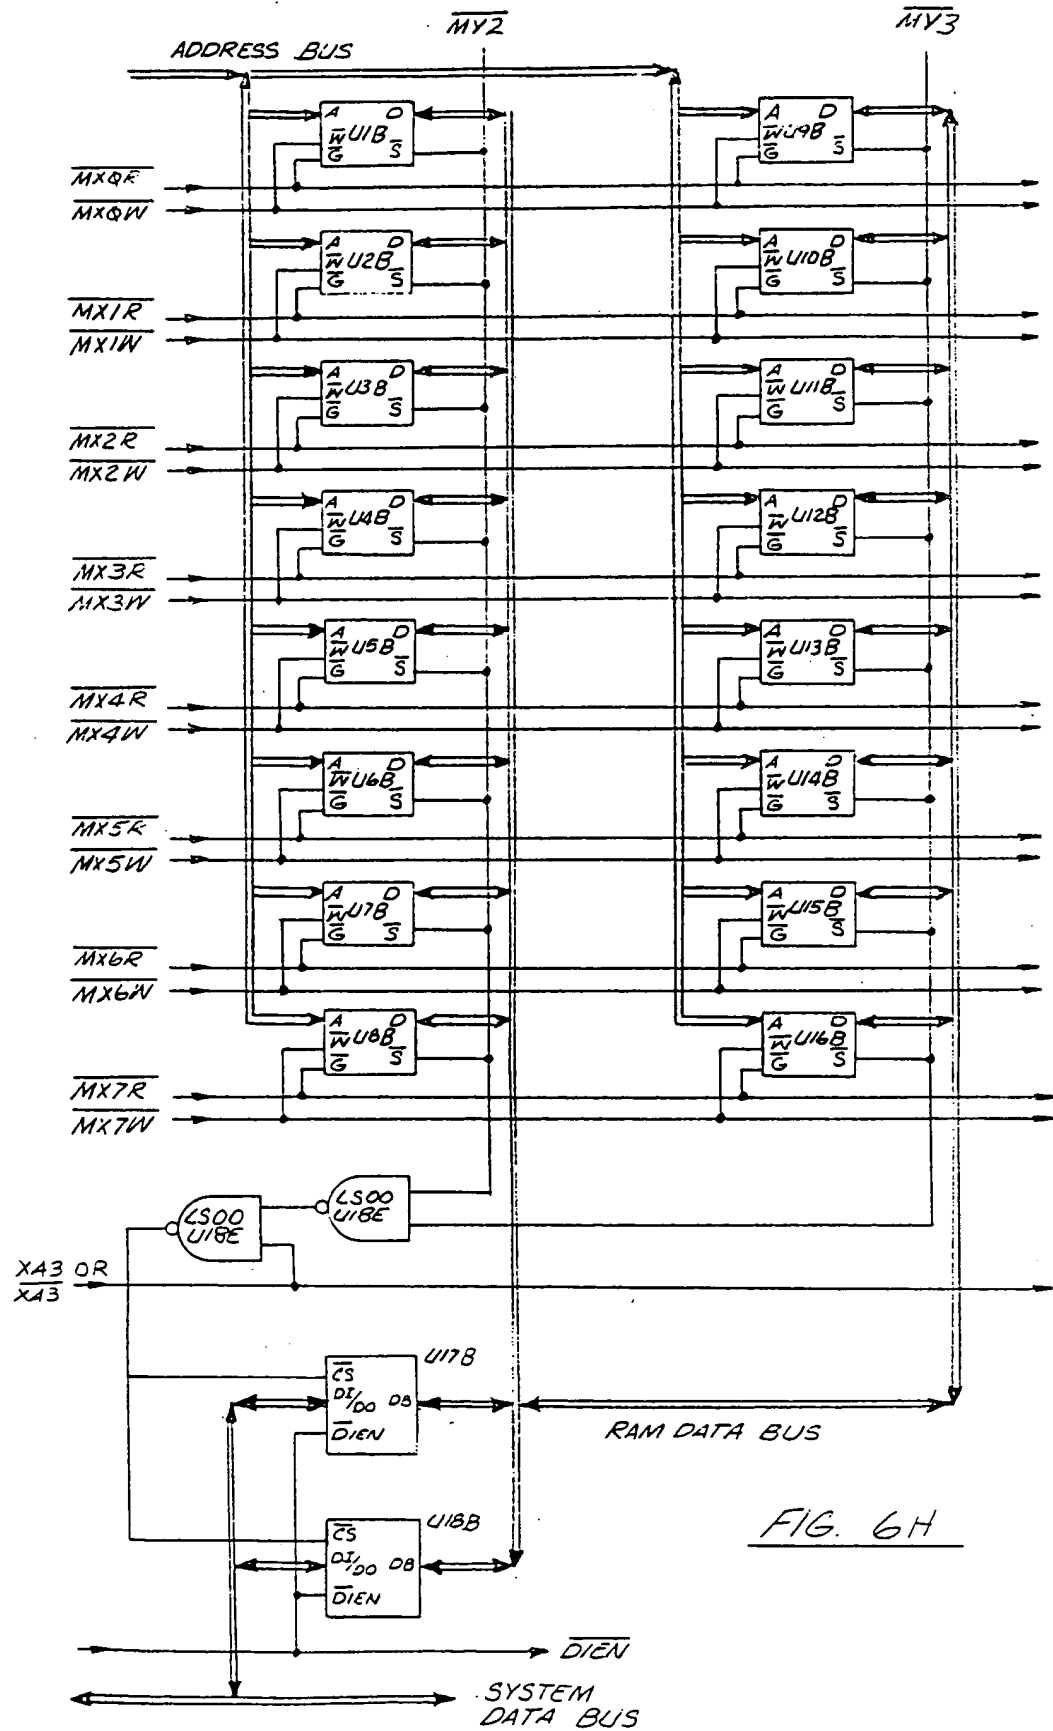 MY2 MY3
ADDRESS BUS
A D A D
W U1B W U9B
G S G S
MX0R
MX0W
A D A D
W U2B W U10B
G S G S
MX1R
MX1W
A D A D
W U3B W U11B
G S G S
MX2R
MX2W
A D A D
W U4B W U12B
G S G S
MX3R
MX3W
A D A D
W U5B W U13B
G S G S
MX4R
MX4W
A D A D
W U6B W U14B
G S G S
MX5R
MX5W
A D A D
W U7B W U15B
G S G S
MX6R
MX6W
A D A D
W U8B W U16B
G S G S
MX7R
MX7W
LS00 LS00
U18E U18E
XA3 OR
XA3
U17B
CS
DI/DO DB
DIEN
RAM DATA BUS
U18B
CS
DI/DO DB
DIEN
FIG. 6H
DIEN
SYSTEM
DATA BUS